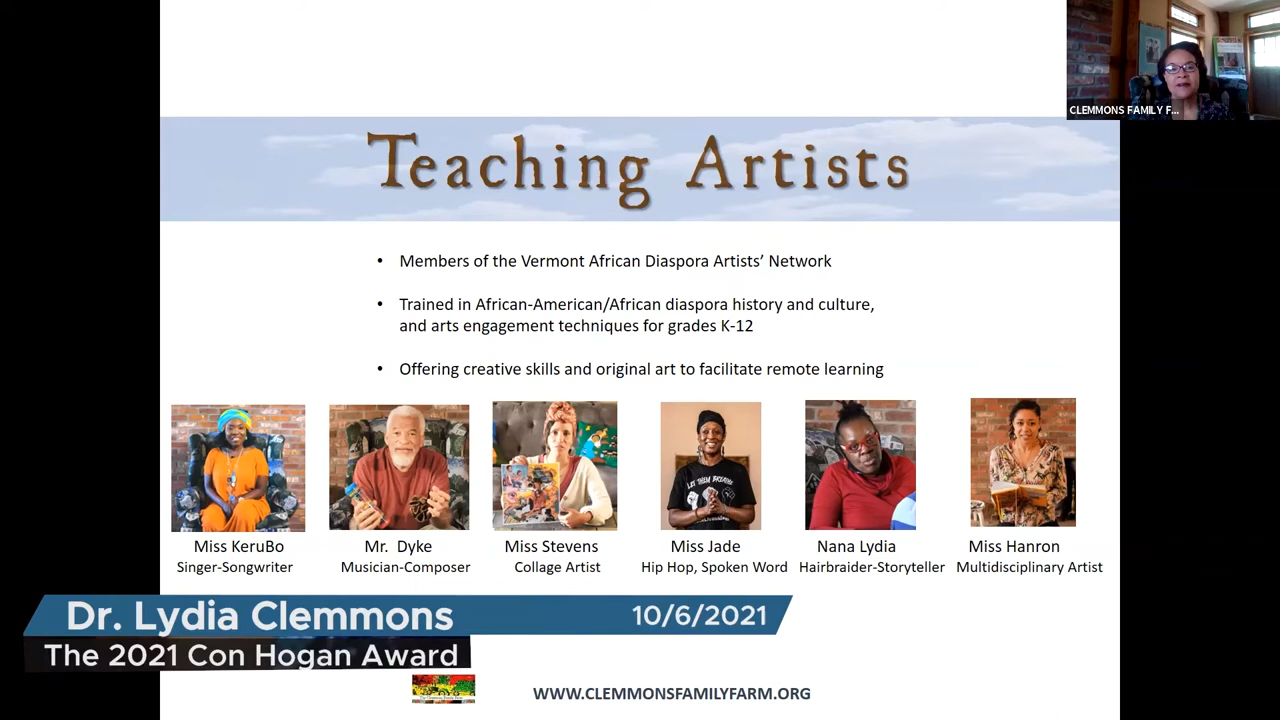 CLEMMONS FAMILY F...
Teaching Artists
• Members of the Vermont African Diaspora Artists' Network
• Trained in African-American/African diaspora history and culture,
and arts engagement techniques for grades K-12
• Offering creative skills and original art to facilitate remote learning
LET THEM BREATHE
Miss KeruBo
Singer-Songwriter
Mr. Dyke
Musician-Composer
Miss Stevens
Collage Artist
Miss Jade
Hip Hop, Spoken Word
Nana Lydia
Hairbraider-Storyteller
Miss Hanron
Multidisciplinary Artist
Dr. Lydia Clemmons
10/6/2021
The 2021 Con Hogan Award
WWW.CLEMMONSFAMILYFARM.ORG